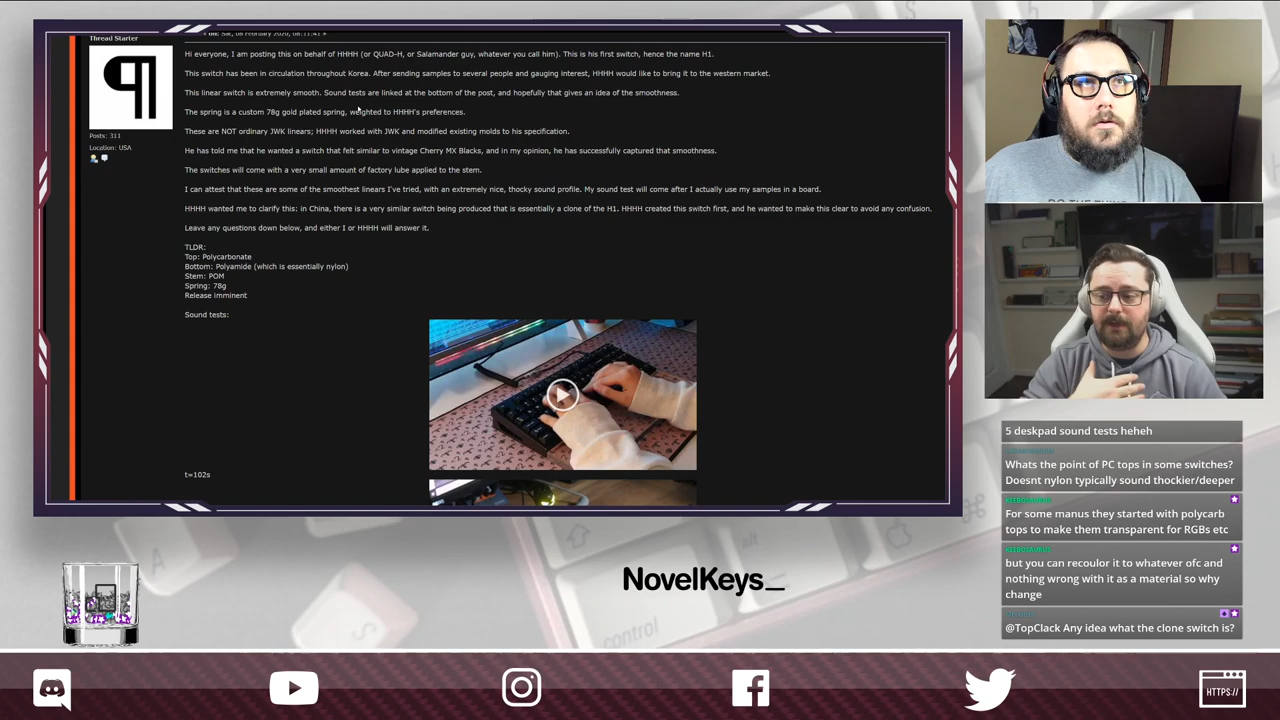 Thread Starter
« on: Sat, 08 February 2020, 08:11:41 »
Posts: 311
Location: USA
Hi everyone, I am posting this on behalf of HHHH (or QUAD-H, or Salamander guy, whatever you call him). This is his first switch, hence the name H1.
This switch has been in circulation throughout Korea. After sending samples to several people and gauging interest, HHHH would like to bring it to the western market.
This linear switch is extremely smooth. Sound tests are linked at the bottom of the post, and hopefully that gives an idea of the smoothness.
The spring is a custom 78g gold plated spring, weighted to HHHH's preferences.
These are NOT ordinary JWK linears; HHHH worked with JWK and modified existing molds to his specification.
He has told me that he wanted a switch that felt similar to vintage Cherry MX Blacks, and in my opinion, he has successfully captured that smoothness.
The switches will come with a very small amount of factory lube applied to the stem.
I can attest that these are some of the smoothest linears I've tried, with an extremely nice, thocky sound profile. My sound test will come after I actually use my samples in a board.
HHHH wanted me to clarify this: in China, there is a very similar switch being produced that is essentially a clone of the H1. HHHH created this switch first, and he wanted to make this clear to avoid any confusion.
Leave any questions down below, and either I or HHHH will answer it.
TLDR:
Top: Polycarbonate
Bottom: Polyamide (which is essentially nylon)
Stem: POM
Spring: 78g
Release imminent
Sound tests:
t=102s
DO THE THING
5 deskpad sound tests heheh
Whats the point of PC tops in some switches?
Doesnt nylon typically sound thockier/deeper
KLEBOSAURUS
For some manus they started with polycarb
tops to make them transparent for RGBs etc
KLEBOSAURUS
but you can recoulor it to whatever ofc and
nothing wrong with it as a material so why
change
@TopClack Any idea what the clone switch is?
NovelKeys_
alt
control
A
HTTPS://